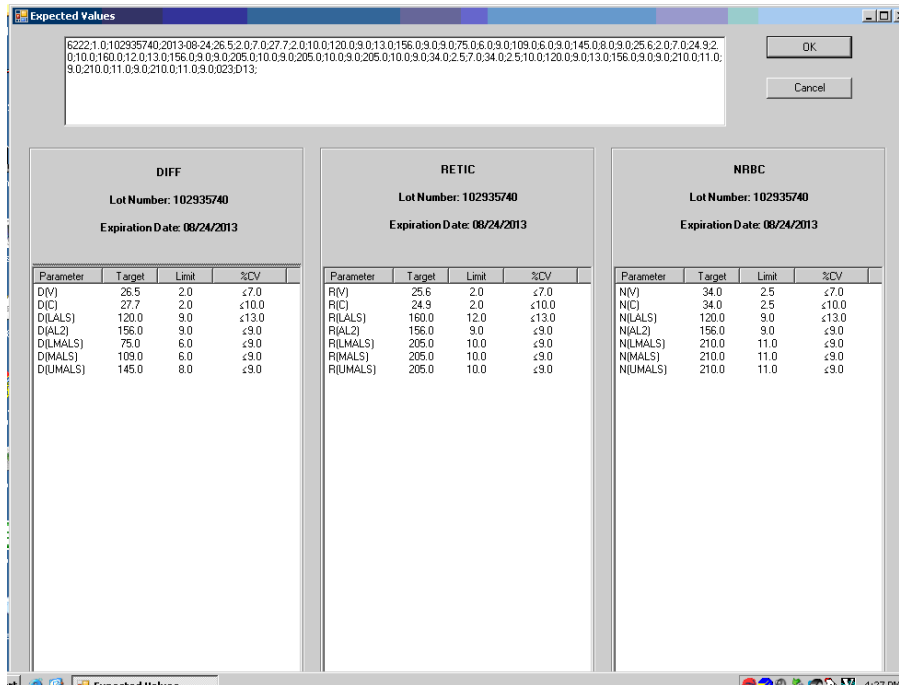 Expected Values
6222;1.0;102935740;2013-08-24;26.5;2.0;7.0;27.7;2.0;10.0;120.0;9.0;13.0;156.0;9.0;9.0;75.0;6.0;9.0;109.0;6.0;9.0;145.0;8.0;9.0;25.6;2.0;7.0;24.9;2.
0;10.0;160.0;12.0;13.0;156.0;9.0;9.0;205.0;10.0;9.0;205.0;10.0;9.0;205.0;10.0;9.0;34.0;2.5;7.0;34.0;2.5;10.0;120.0;9.0;13.0;156.0;9.0;9.0;210.0;11.0;
9.0;210.0;11.0;9.0;210.0;11.0;9.0;023;D13;
OK
Cancel
DIFF
Lot Number: 102935740
Expiration Date: 08/24/2013
Parameter Target Limit %CV
D(V) 26.5 2.0 ≤7.0
D(C) 27.7 2.0 ≤10.0
D(LALS) 120.0 9.0 ≤13.0
D(AL2) 156.0 9.0 ≤9.0
D(LMALS) 75.0 6.0 ≤9.0
D(MALS) 109.0 6.0 ≤9.0
D(UMALS) 145.0 8.0 ≤9.0
RETIC
Lot Number: 102935740
Expiration Date: 08/24/2013
Parameter Target Limit %CV
R(V) 25.6 2.0 ≤7.0
R(C) 24.9 2.0 ≤10.0
R(LALS) 160.0 12.0 ≤13.0
R(AL2) 156.0 9.0 ≤9.0
R(LMALS) 205.0 10.0 ≤9.0
R(MALS) 205.0 10.0 ≤9.0
R(UMALS) 205.0 10.0 ≤9.0
NRBC
Lot Number: 102935740
Expiration Date: 08/24/2013
Parameter Target Limit %CV
N(V) 34.0 2.5 ≤7.0
N(C) 34.0 2.5 ≤10.0
N(LALS) 120.0 9.0 ≤13.0
N(AL2) 156.0 9.0 ≤9.0
N(LMALS) 210.0 11.0 ≤9.0
N(MALS) 210.0 11.0 ≤9.0
N(UMALS) 210.0 11.0 ≤9.0
Expected Values
4:27 PM